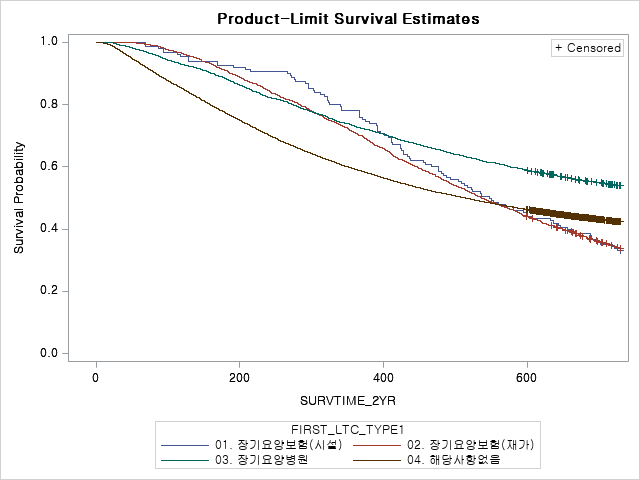 Product-Limit Survival Estimates
+ Censored
Survival Probability
1.0
0.8
0.6
0.4
0.2
0.0
0 200 400 600
SURVTIME_2YR
FIRST_LTC_TYPE1
01. 장기요양보험(시설) 02. 장기요양보험(재가)
03. 장기요양병원 04. 해당사항없음